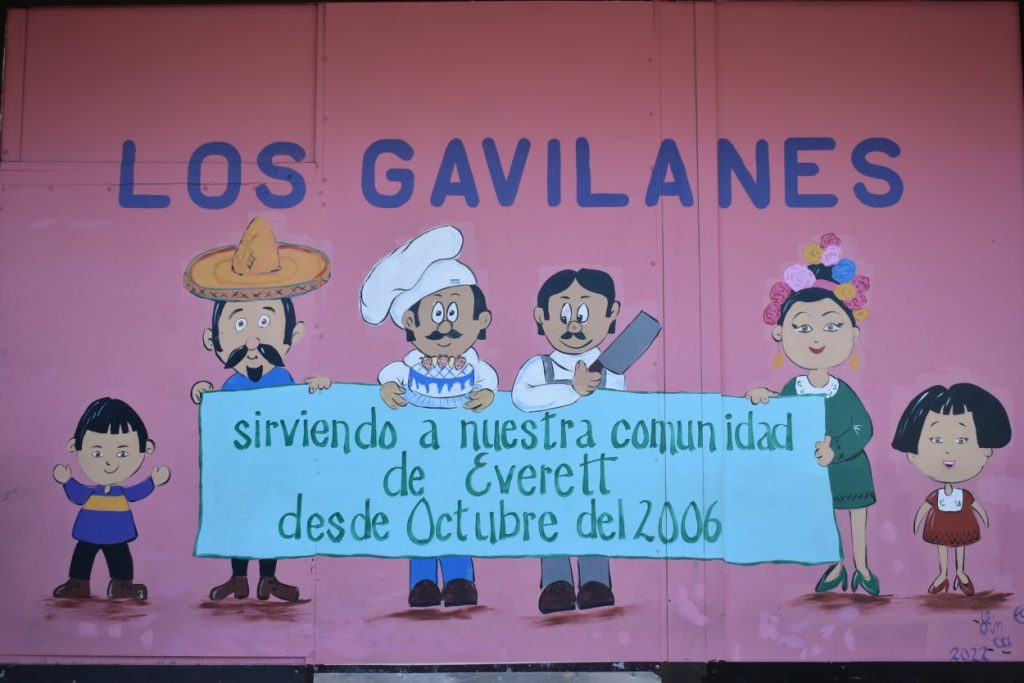 LOS GAVILANES
sirviendo a nuestra comunidad
de Everett
desde Octubre del 2006
2022